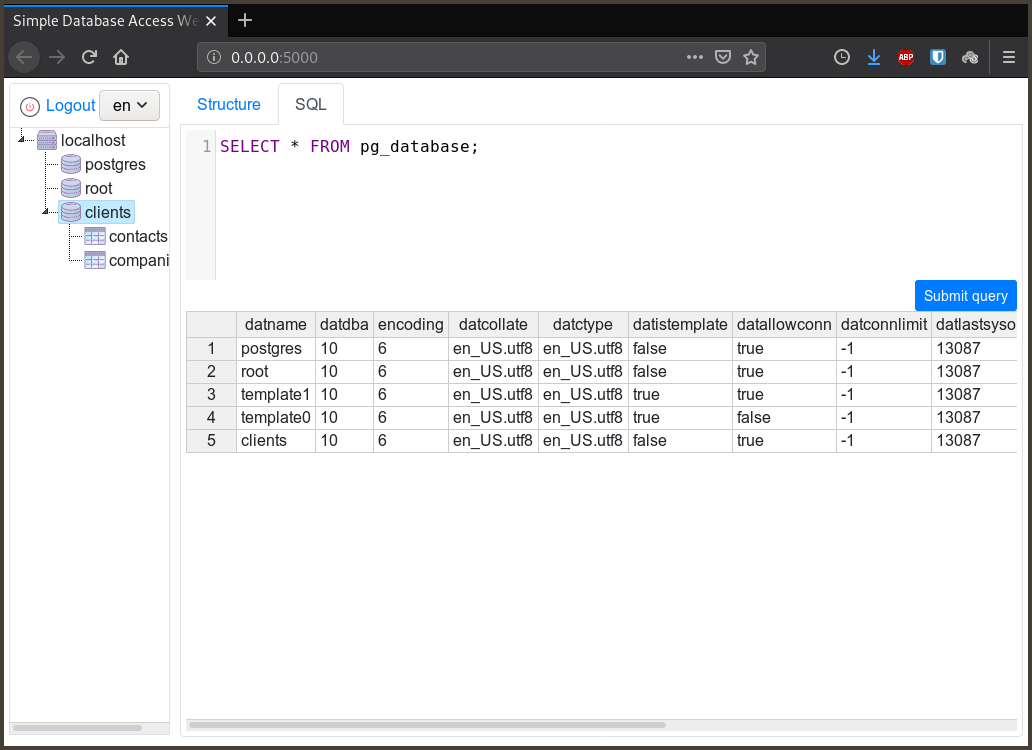 Simple Database Access We
0.0.0.0:5000
ABP
Logout en
localhost
postgres
root
clients
contacts
compani
Structure SQL
1 SELECT * FROM pg_database;
Submit query
datname datdba encoding datcollate datctype datistemplate datallowconn datconnlimit datlastsyso
1 postgres 10 6 en_US.utf8 en_US.utf8 false true -1 13087
2 root 10 6 en_US.utf8 en_US.utf8 false true -1 13087
3 template1 10 6 en_US.utf8 en_US.utf8 true true -1 13087
4 template0 10 6 en_US.utf8 en_US.utf8 true false -1 13087
5 clients 10 6 en_US.utf8 en_US.utf8 false true -1 13087